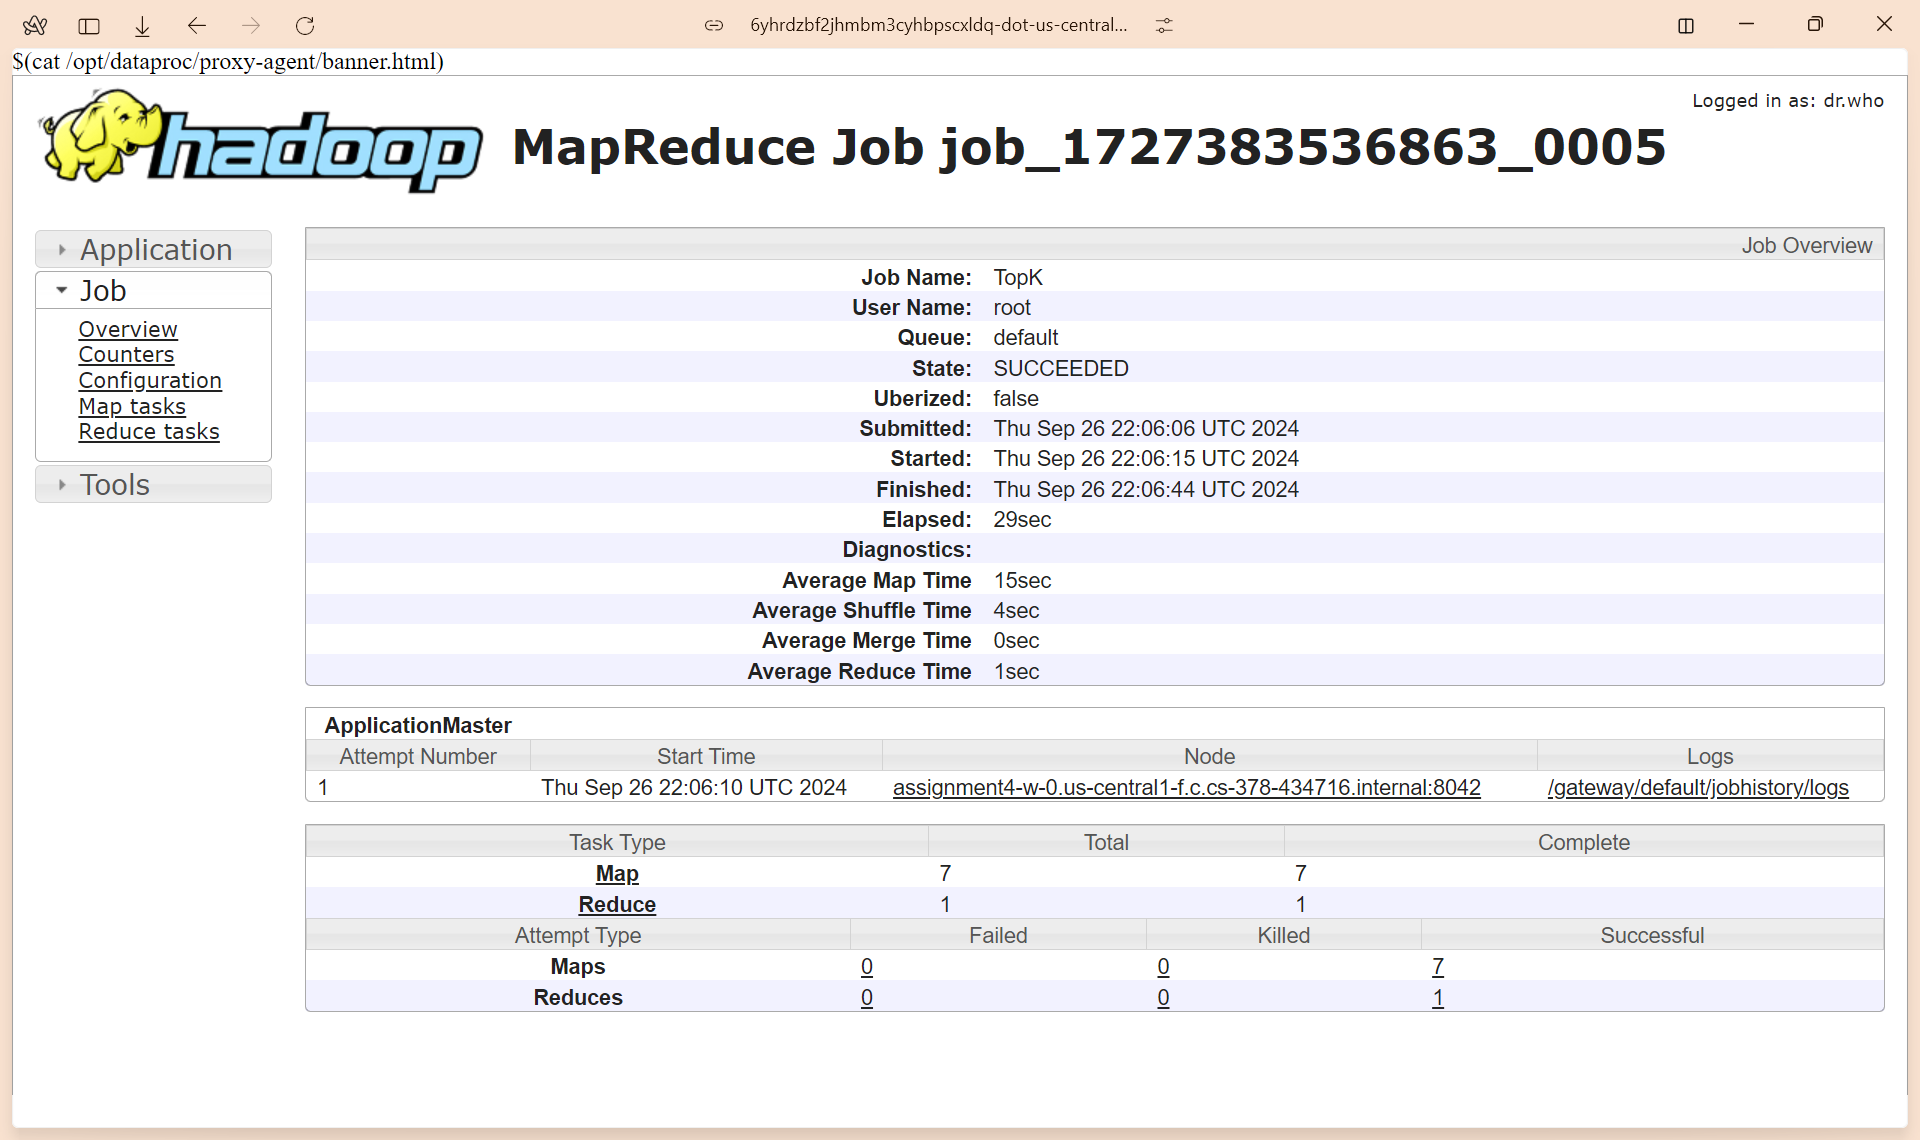 6yhrdzbf2jhmbm3cyhbpscxldq-dot-us-central...
$(cat /opt/dataproc/proxy-agent/banner.html)
Logged in as: dr.who
hadoop
MapReduce Job job_1727383536863_0005
Application
Job
Overview
Counters
Configuration
Map tasks
Reduce tasks
Tools
Job Overview
Job Name: TopK
User Name: root
Queue: default
State: SUCCEEDED
Uberized: false
Submitted: Thu Sep 26 22:06:06 UTC 2024
Started: Thu Sep 26 22:06:15 UTC 2024
Finished: Thu Sep 26 22:06:44 UTC 2024
Elapsed: 29sec
Diagnostics:
Average Map Time 15sec
Average Shuffle Time 4sec
Average Merge Time 0sec
Average Reduce Time 1sec
ApplicationMaster
Attempt Number Start Time Node Logs
1 Thu Sep 26 22:06:10 UTC 2024 assignment4-w-0.us-central1-f.c.cs-378-434716.internal:8042 /gateway/default/jobhistory/logs
Task Type Total Complete
Map 7 7
Reduce 1 1
Attempt Type Failed Killed Successful
Maps 0 0 7
Reduces 0 0 1